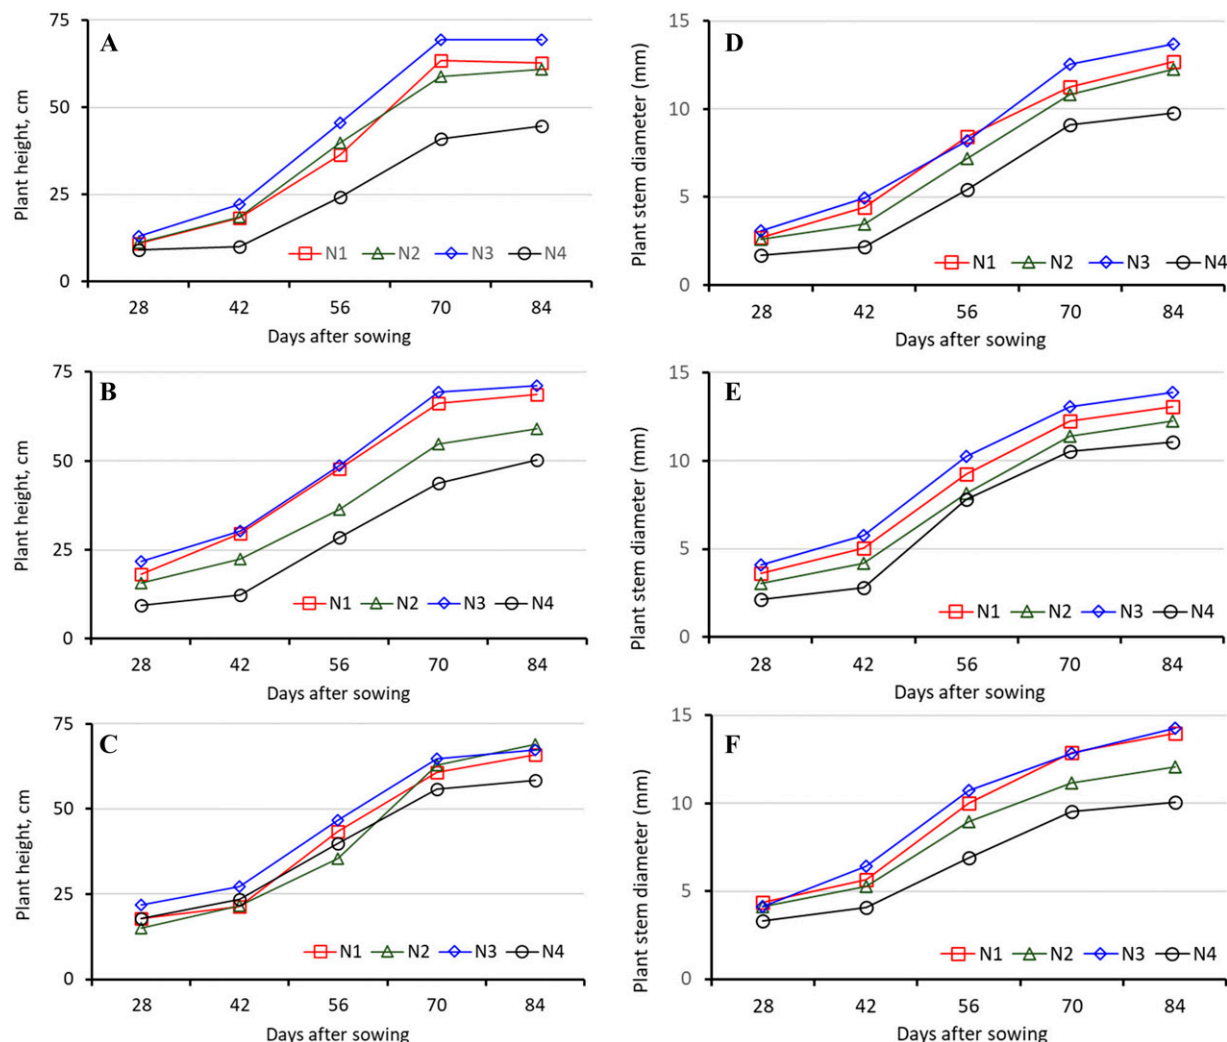 A
Plant height, cm
75
50
25
0
N1 N2 N3 N4
28 42 56 70 84
Days after sowing
D
Plant stem diameter (mm)
15
10
5
0
N1 N2 N3 N4
28 42 56 70 84
Days after sowing
B
Plant height, cm
75
50
25
0
N1 N2 N3 N4
28 42 56 70 84
Days after sowing
E
Plant stem diameter (mm)
15
10
5
0
N1 N2 N3 N4
28 42 56 70 84
Days after sowing
C
Plant height, cm
75
50
25
0
N1 N2 N3 N4
28 42 56 70 84
Days after sowing
F
Plant stem diameter (mm)
15
10
5
0
N1 N2 N3 N4
28 42 56 70 84
Days after sowing